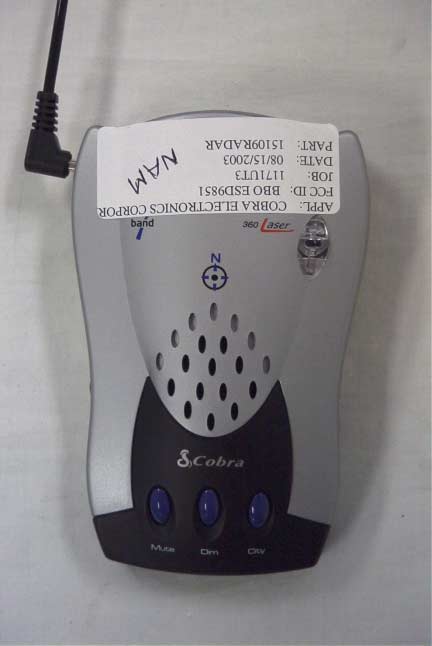 APPL: COBRA ELECTRONICS CORPOR
FCC ID: BBO ESD9851
JOB: 1171UT3
DATE: 08/15/2003
PART: 15109RADAR
NAM
band
360 Laser
N
Cobra
Mute Dim City